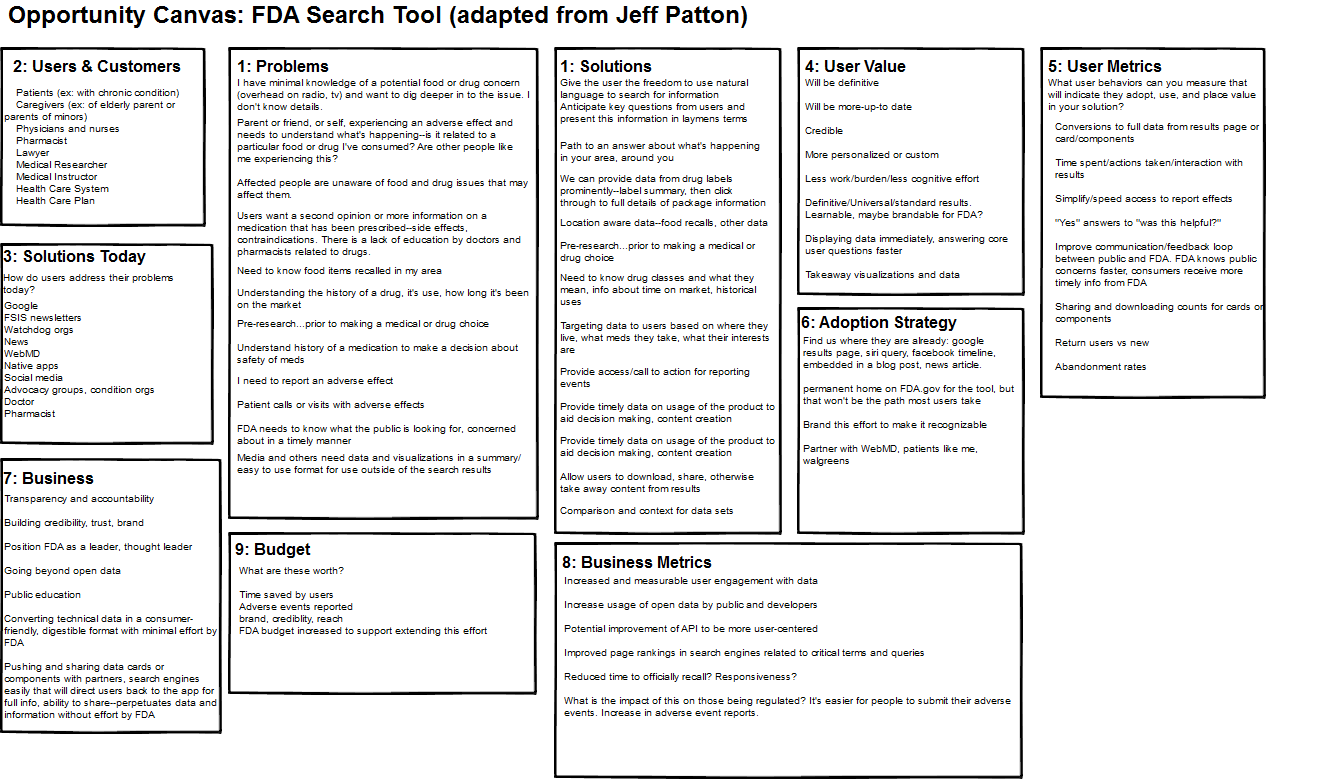 Opportunity Canvas: FDA Search Tool (adapted from Jeff Patton)
2: Users & Customers
Patients (ex: with chronic condition)
Caregivers (ex: of elderly parent or
parents of minors)
Physicians and nurses
Pharmacist
Lawyer
Medical Researcher
Medical Instructor
Health Care System
Health Care Plan
3: Solutions Today
How do users address their problems
today?
Google
FSIS newsletters
Watchdog orgs
News
WebMD
Native apps
Social media
Advocacy groups, condition orgs
Doctor
Pharmacist
7: Business
Transparency and accountability
Building credibility, trust, brand
Position FDA as a leader, thought leader
Going beyond open data
Public education
Converting technical data in a consumer-
friendly, digestible format with minimal effort by
FDA
Pushing and sharing data cards or
components with partners, search engines
easily that will direct users back to the app for
full info, ability to share--perpetuates data and
information without effort by FDA
1: Problems
I have minimal knowledge of a potential food or drug concern
(overhead on radio, tv) and want to dig deeper in to the issue. I
don't know details.
Parent or friend, or self, experiencing an adverse effect and
needs to understand what's happening--is it related to a
particular food or drug I've consumed? Are other people like
me experiencing this?
Affected people are unaware of food and drug issues that may
affect them.
Users want a second opinion or more information on a
medication that has been prescribed--side effects,
contraindications. There is a lack of education by doctors and
pharmacists related to drugs.
Need to know food items recalled in my area
Understanding the history of a drug, it's use, how long it's been
on the market
Pre-research...prior to making a medical or drug choice
Understand history of a medication to make a decision about
safety of meds
I need to report an adverse effect
Patient calls or visits with adverse effects
FDA needs to know what the public is looking for, concerned
about in a timely manner
Media and others need data and visualizations in a summary/
easy to use format for use outside of the search results
9: Budget
What are these worth?
Time saved by users
Adverse events reported
brand, crediblity, reach
FDA budget increased to support extending this effort
1: Solutions
Give the user the freedom to use natural
language to search for information
Anticipate key questions from users and
present this information in laymens terms
Path to an answer about what's happening
in your area, around you
We can provide data from drug labels
prominently--label summary, then click
through to full details of package information
Location aware data--food recalls, other data
Pre-research...prior to making a medical or
drug choice
Need to know drug classes and what they
mean, info about time on market, historical
uses
Targeting data to users based on where they
live, what meds they take, what their interests
are
Provide access/call to action for reporting
events
Provide timely data on usage of the product to
aid decision making, content creation
Provide timely data on usage of the product to
aid decision making, content creation
Allow users to download, share, otherwise
take away content from results
Comparison and context for data sets
4: User Value
Will be definitive
Will be more-up-to date
Credible
More personalized or custom
Less work/burden/less cognitive effort
Definitive/Universal/standard results.
Learnable, maybe brandable for FDA?
Displaying data immediately, answering core
user questions faster
Takeaway visualizations and data
6: Adoption Strategy
Find us where they are already: google
results page, siri query, facebook timeline,
embedded in a blog post, news article.
permanent home on FDA.gov for the tool, but
that won't be the path most users take
Brand this effort to make it recognizable
Partner with WebMD, patients like me,
walgreens
8: Business Metrics
Increased and measurable user engagement with data
Increase usage of open data by public and developers
Potential improvement of API to be more user-centered
Improved page rankings in search engines related to critical terms and queries
Reduced time to officially recall? Responsiveness?
What is the impact of this on those being regulated? It's easier for people to submit their adverse
events. Increase in adverse event reports.
5: User Metrics
What user behaviors can you measure that
will indicate they adopt, use, and place value
in your solution?
Conversions to full data from results page or
card/components
Time spent/actions taken/interaction with
results
Simplify/speed access to report effects
"Yes" answers to "was this helpful?"
Improve communication/feedback loop
between public and FDA. FDA knows public
concerns faster, consumers receive more
timely info from FDA
Sharing and downloading counts for cards or
components
Return users vs new
Abandonment rates